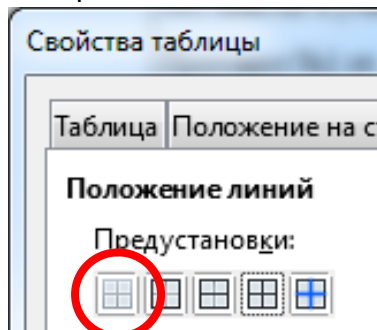 Свойства таблицы
Таблица Положение на с
Положение линий
Предустановки: